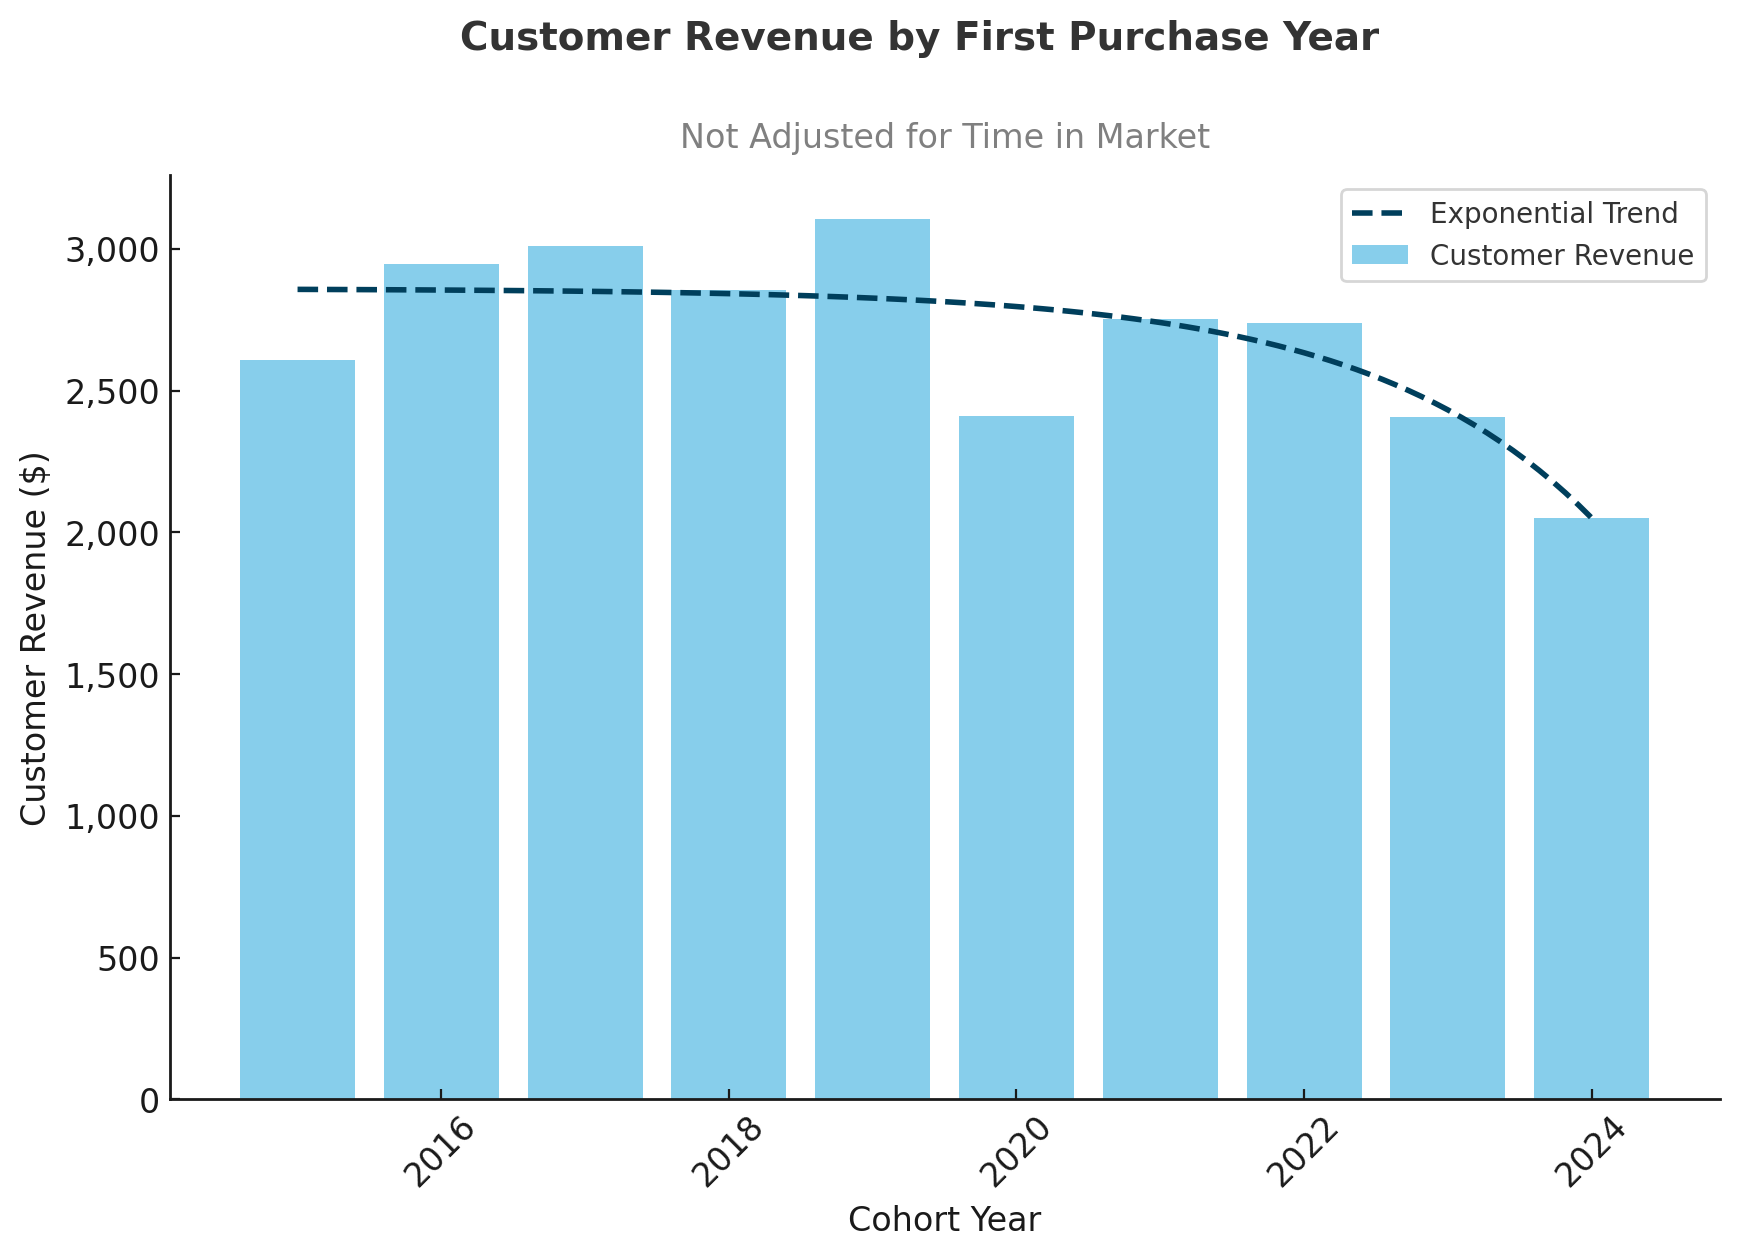 Customer Revenue by First Purchase Year
Not Adjusted for Time in Market
Exponential Trend
Customer Revenue
Customer Revenue ($)
3,000
2,500
2,000
1,500
1,000
500
0
2016
2018
2020
2022
2024
Cohort Year